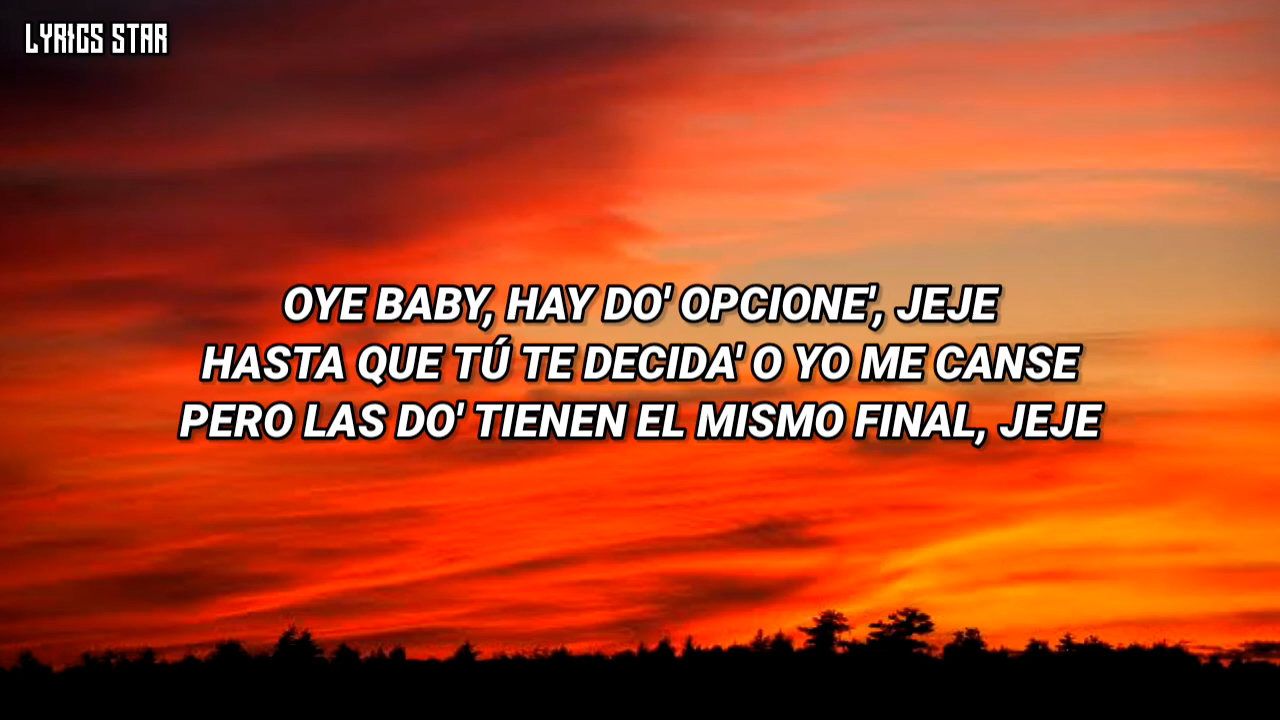 LYRICS STAR
OYE BABY, HAY DO' OPCIONE', JEJE
HASTA QUE TÚ TE DECIDA' O YO ME CANSE
PERO LAS DO' TIENEN EL MISMO FINAL, JEJE